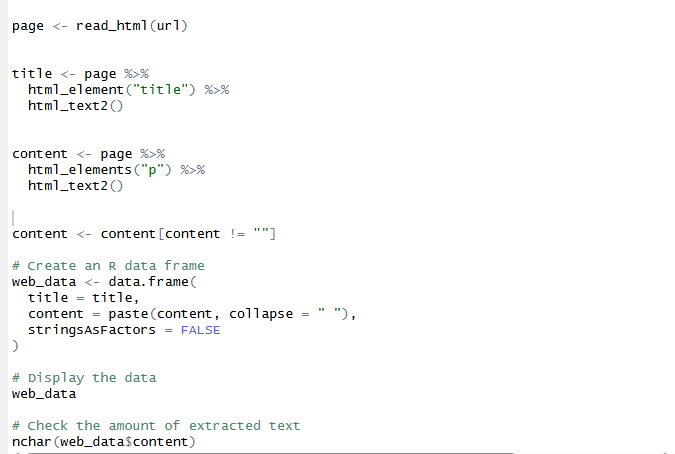 page <- read_html(url)
title <- page %>%
  html_element("title") %>%
  html_text2()
content <- page %>%
  html_elements("p") %>%
  html_text2()
content <- content[content != ""]
# Create an R data frame
web_data <- data.frame(
  title = title,
  content = paste(content, collapse = " "),
  stringsAsFactors = FALSE
)
# Display the data
web_data
# Check the amount of extracted text
nchar(web_data$content)